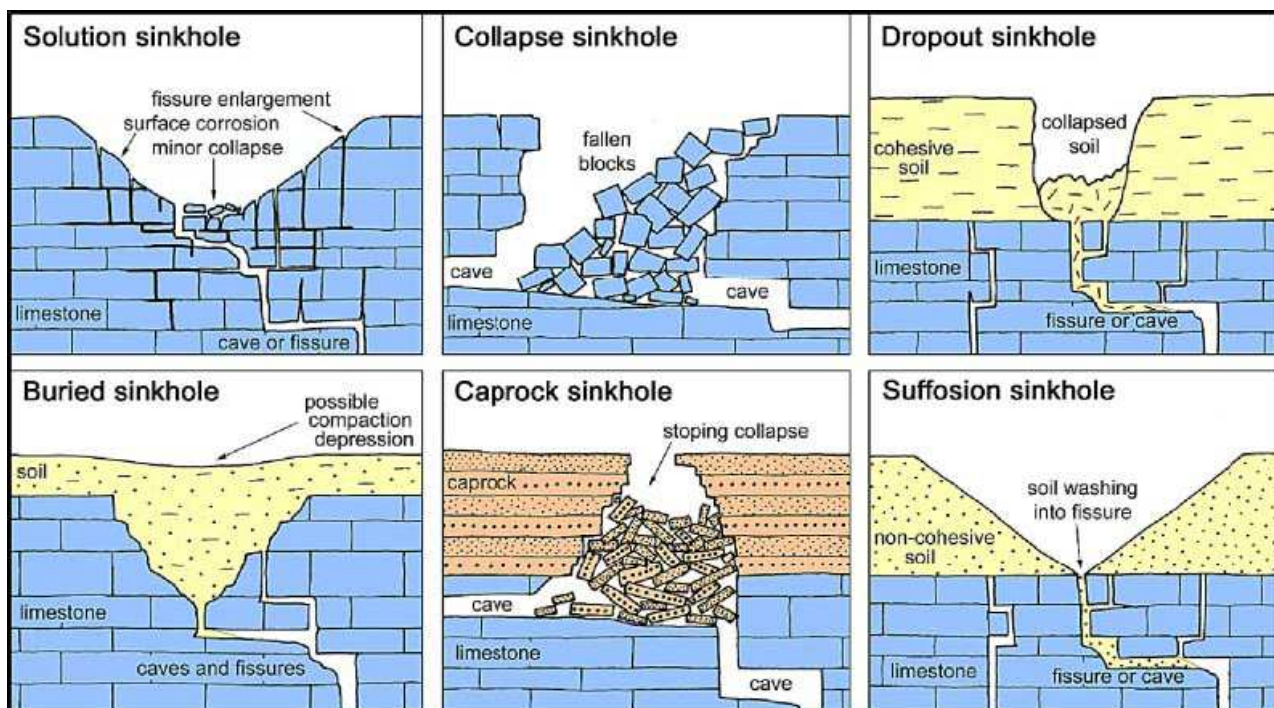 Solution sinkhole
fissure enlargement
surface corrosion
minor collapse
limestone
cave or fissure
Collapse sinkhole
fallen
blocks
cave
cave
limestone
Dropout sinkhole
collapsed
soil
cohesive
soil
limestone
fissure or cave
Buried sinkhole
possible
compaction
depression
soil
limestone
caves and fissures
Caprock sinkhole
stoping collapse
caprock
cave
limestone
cave
Suffosion sinkhole
soil washing
into fissure
non-cohesive
soil
limestone
fissure or cave